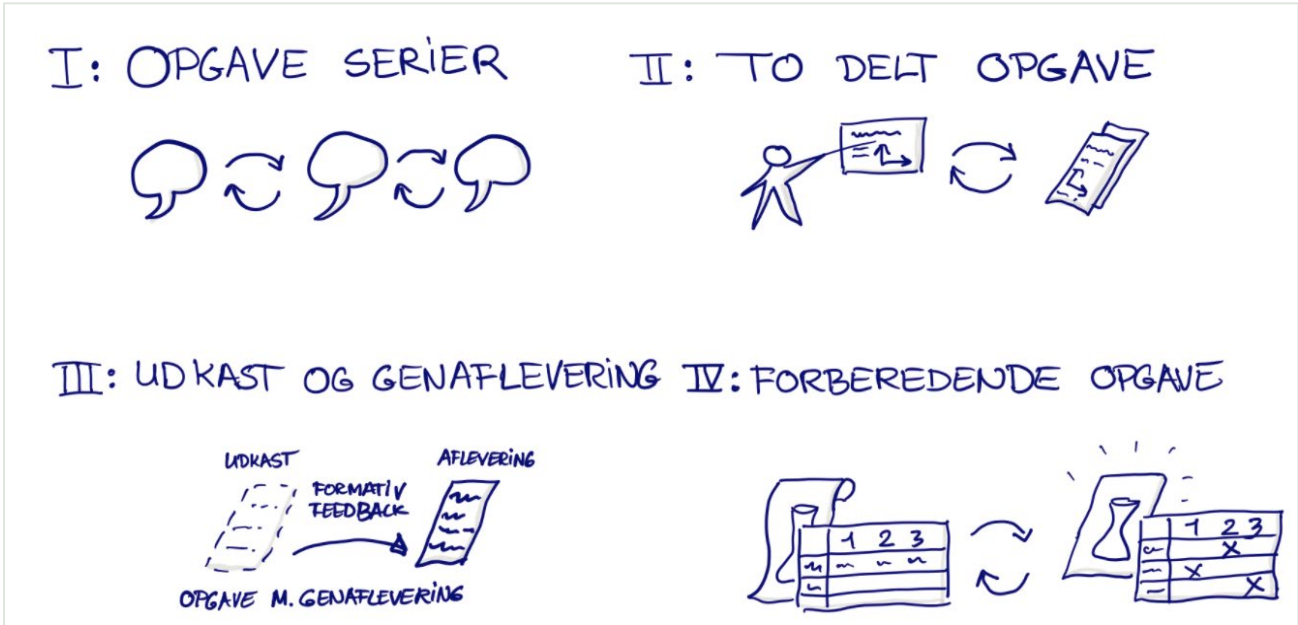 I: OPGAVE SERiER
II: TO DELT OPGAVE
III: UDKAST OG GENAFLEVERiNG
UDKAST
AFLEVERiNG
FORMATiV
FEEDBACK
OPGAVE M. GENAFLEVERiNG
IV: FORBEREDENDE OPGAVE
1 2 3
1 2 3
X
X
X